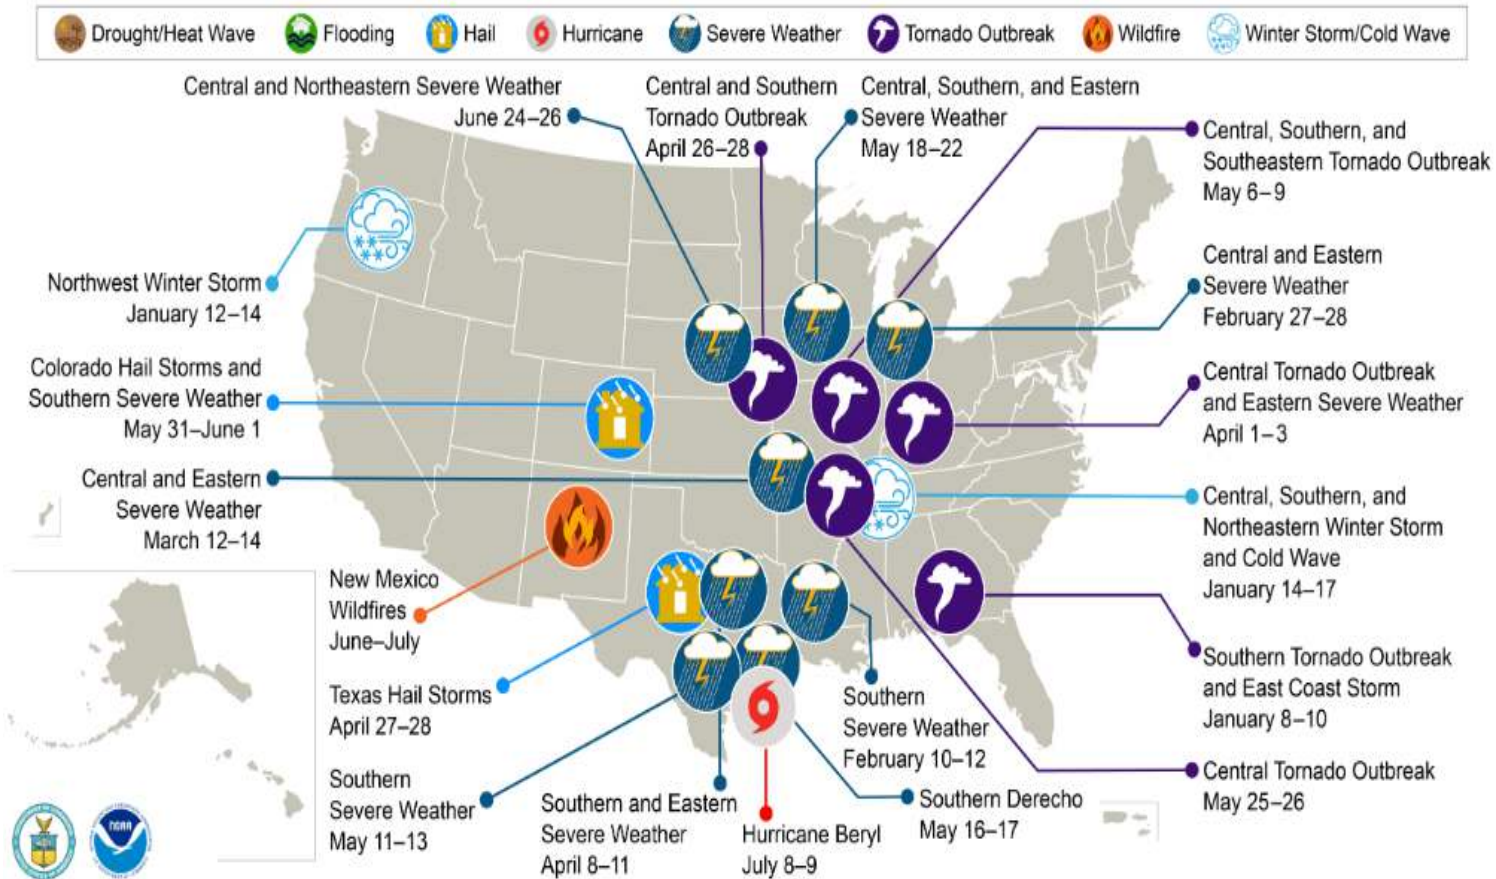 Drought/Heat Wave Flooding Hail Hurricane Severe Weather Tornado Outbreak Wildfire Winter Storm/Cold Wave
Central and Northeastern Severe Weather
June 24–26
Central and Southern
Tornado Outbreak
April 26–28
Central, Southern, and Eastern
Severe Weather
May 18–22
Central, Southern, and
Southeastern Tornado Outbreak
May 6–9
Northwest Winter Storm
January 12–14
Central and Eastern
Severe Weather
February 27–28
Colorado Hail Storms and
Southern Severe Weather
May 31–June 1
Central Tornado Outbreak
and Eastern Severe Weather
April 1–3
Central and Eastern
Severe Weather
March 12–14
Central, Southern, and
Northeastern Winter Storm
and Cold Wave
January 14–17
New Mexico
Wildfires
June–July
Texas Hail Storms
April 27–28
Southern Tornado Outbreak
and East Coast Storm
January 8–10
Southern
Severe Weather
February 10–12
Southern
Severe Weather
May 11–13
Southern and Eastern
Severe Weather
April 8–11
Hurricane Beryl
July 8–9
Southern Derecho
May 16–17
Central Tornado Outbreak
May 25–26
noaa